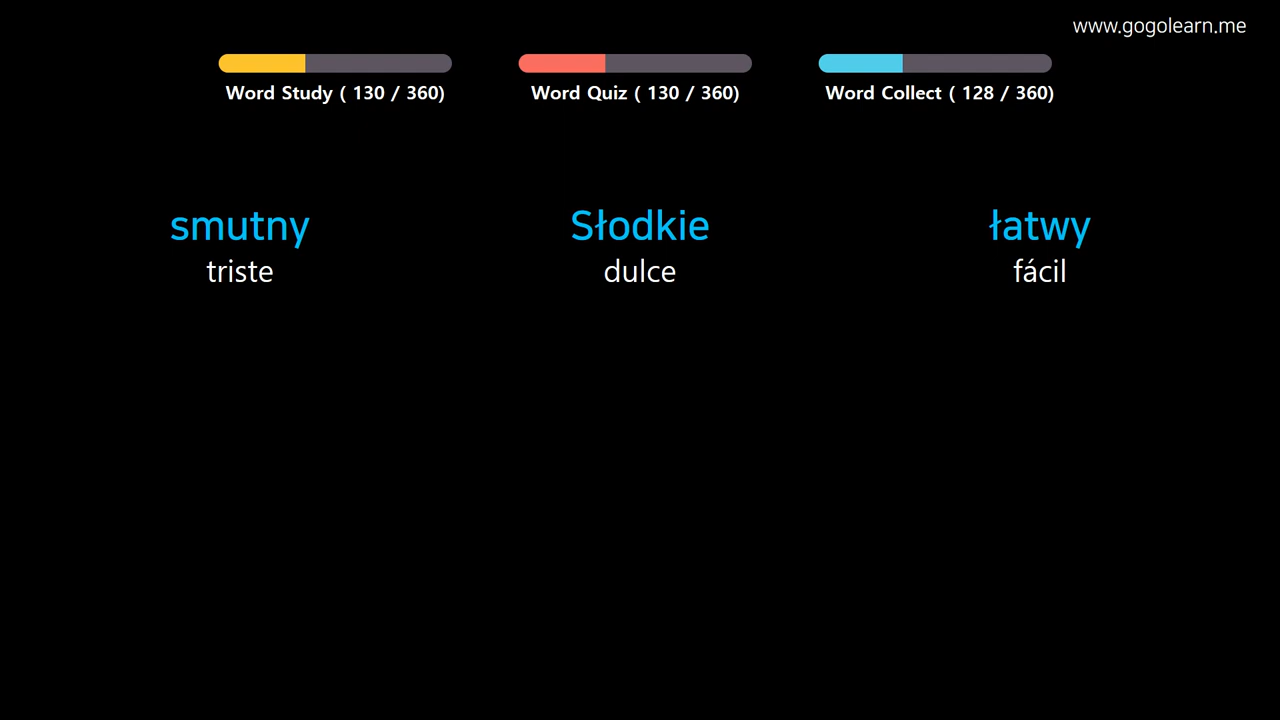 www.gogolearn.me
Word Study ( 130 / 360)
Word Quiz ( 130 / 360)
Word Collect ( 128 / 360)
smutny
triste
Słodkie
dulce
łatwy
fácil